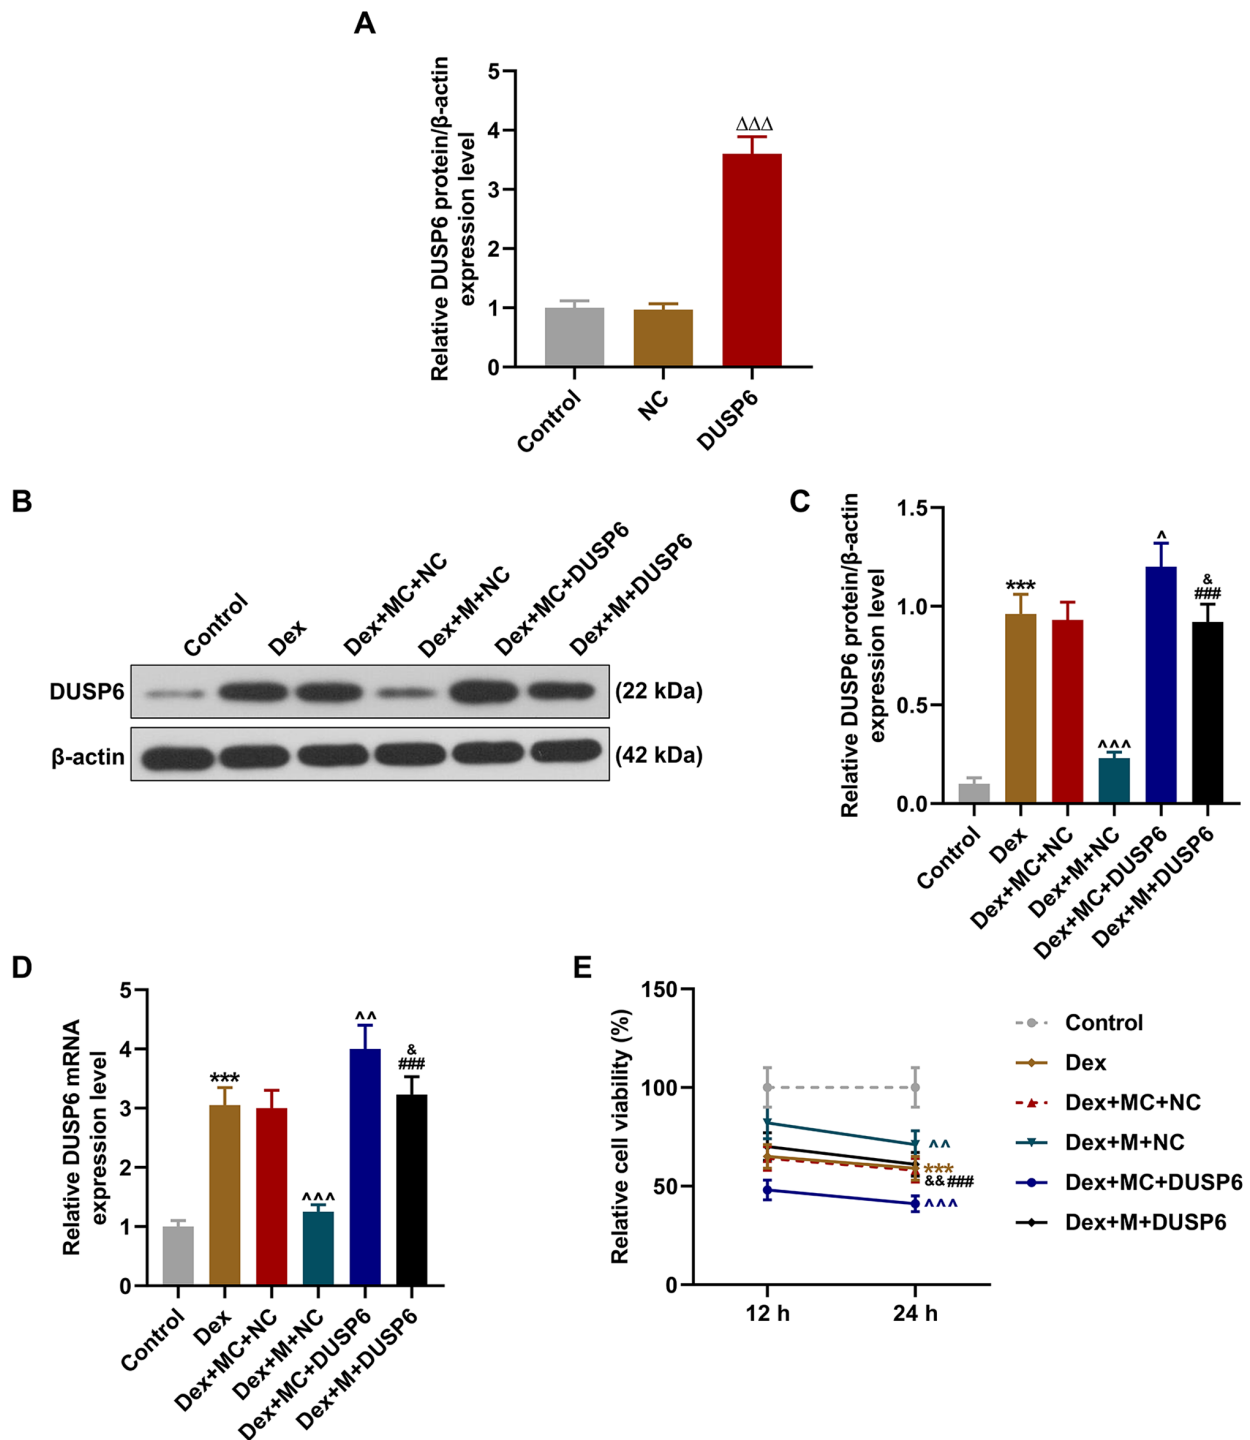 A
Relative DUSP6 protein/β-actin
expression level
5
4
3
2
1
0
ΔΔΔ
Control
NC
DUSP6
B
Control
Dex
Dex+MC+NC
Dex+M+NC
Dex+MC+DUSP6
Dex+M+DUSP6
DUSP6
(22 kDa)
β-actin
(42 kDa)
C
Relative DUSP6 protein/β-actin
expression level
1.5
1.0
0.5
0.0
***
^^^
^
&
###
Control
Dex
Dex+MC+NC
Dex+M+NC
Dex+MC+DUSP6
Dex+M+DUSP6
D
Relative DUSP6 mRNA
expression level
5
4
3
2
1
0
***
^^^
^^
&
###
Control
Dex
Dex+MC+NC
Dex+M+NC
Dex+MC+DUSP6
Dex+M+DUSP6
E
Relative cell viability (%)
150
100
50
0
^^
***
&&###
^^^
12 h
24 h
Control
Dex
Dex+MC+NC
Dex+M+NC
Dex+MC+DUSP6
Dex+M+DUSP6